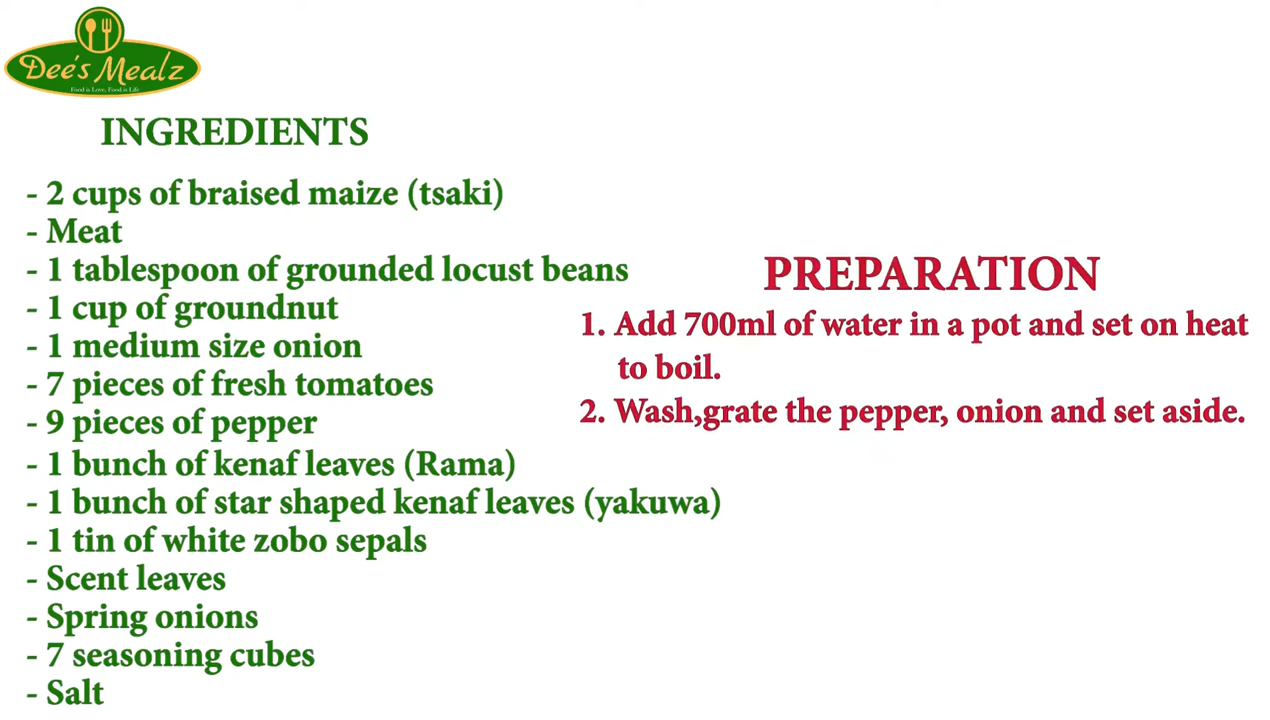 Dee's Mealz
Food is Love, Food is Life
INGREDIENTS
- 2 cups of braised maize (tsaki)
- Meat
- 1 tablespoon of grounded locust beans
- 1 cup of groundnut
- 1 medium size onion
- 7 pieces of fresh tomatoes
- 9 pieces of pepper
- 1 bunch of kenaf leaves (Rama)
- 1 bunch of star shaped kenaf leaves (yakuwa)
- 1 tin of white zobo sepals
- Scent leaves
- Spring onions
- 7 seasoning cubes
- Salt
PREPARATION
1. Add 700ml of water in a pot and set on heat
to boil.
2. Wash,grate the pepper, onion and set aside.